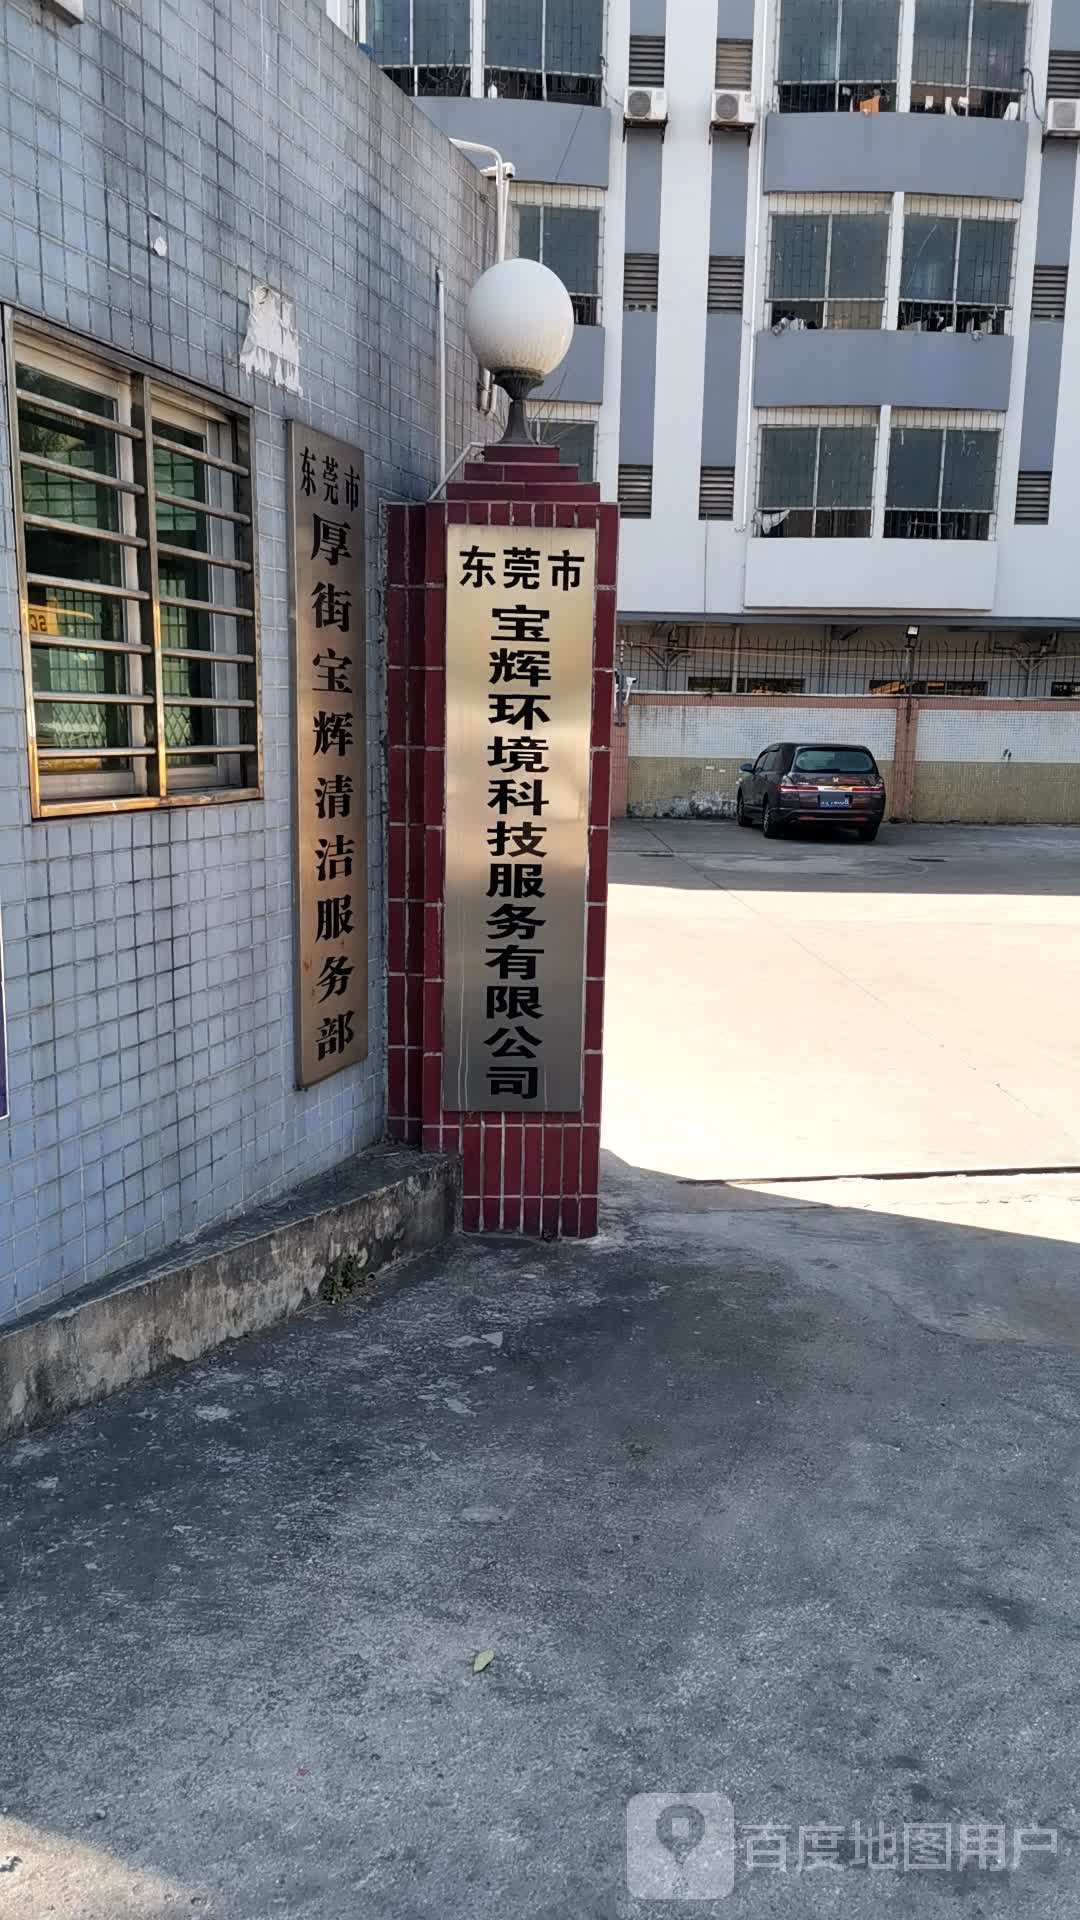 东莞市
厚街宝辉清洁服务部
东莞市
宝辉环境科技服务有限公司
百度地图用户